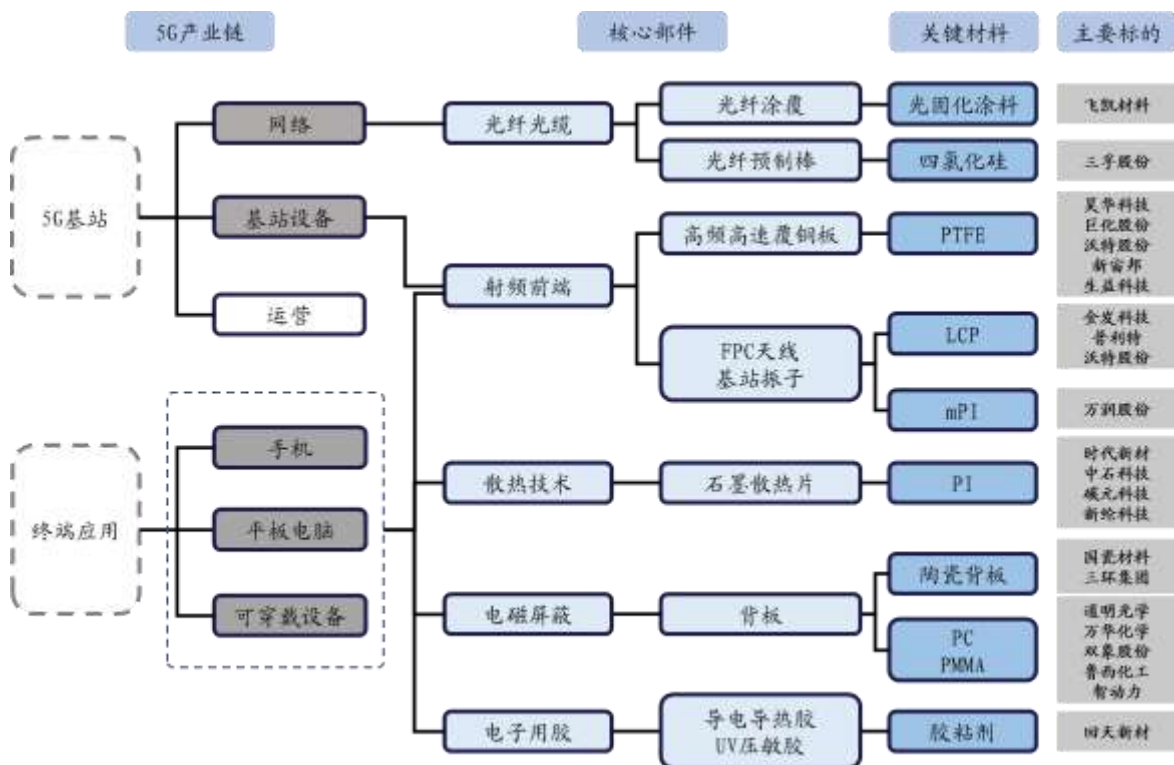 5G产业链
核心部件
关键材料
主要标的
5G基站
网络
基站设备
运营
终端应用
手机
平板电脑
可穿戴设备
光纤光缆
射频前端
散热技术
电磁屏蔽
电子用胶
光纤涂覆
光纤预制棒
高频高速覆铜板
FPC天线
基站振子
石墨散热片
背板
导电导热胶
UV压敏胶
光固化涂料
四氯化硅
PTFE
LCP
mPI
PI
陶瓷背板
PC
PMMA
胶粘剂
飞凯材料
三孚股份
昊华科技
巨化股份
沃特股份
新宙邦
生益科技
金发科技
普利特
沃特股份
万润股份
时代新材
中石科技
碳元科技
新纶科技
国瓷材料
三环集团
道明光学
万华化学
双象股份
鲁西化工
智动力
回天新材